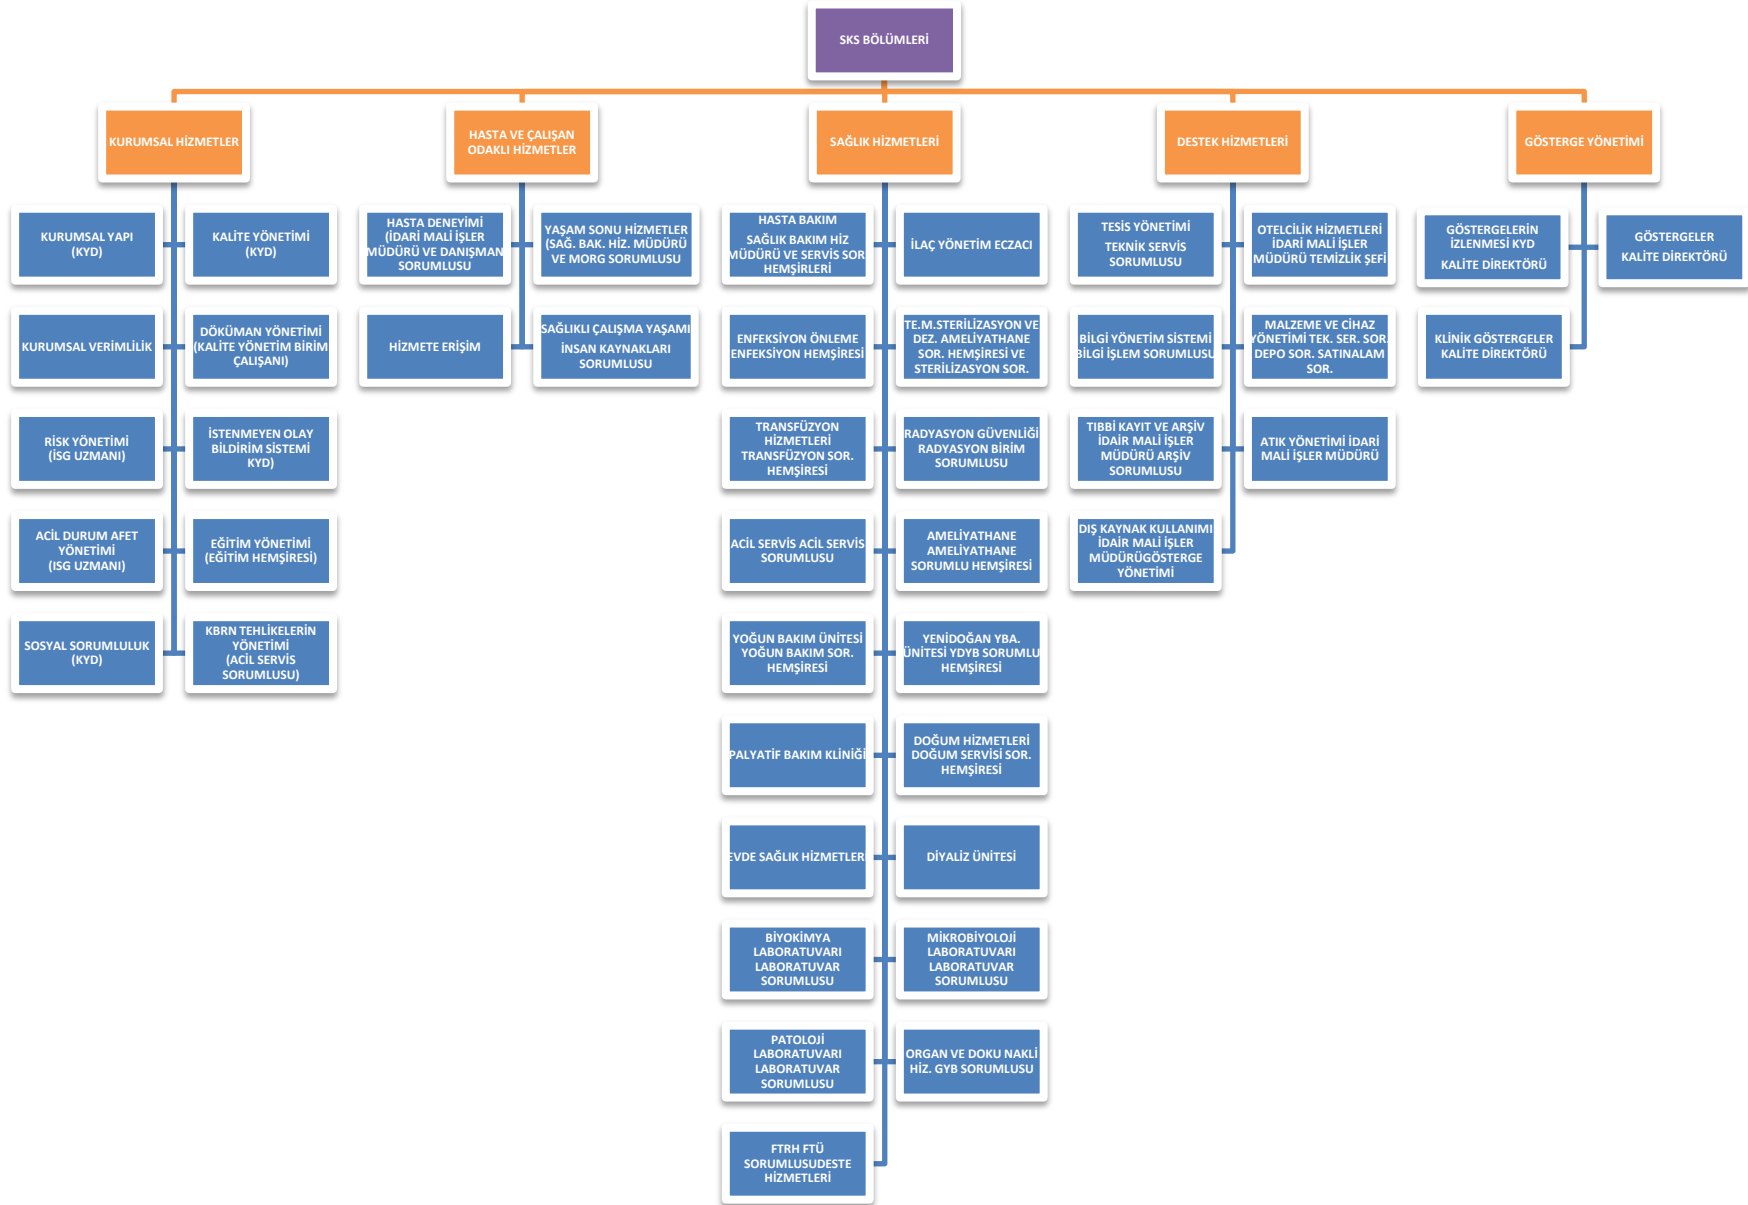 SKS BÖLÜMLERİ
KURUMSAL HİZMETLER
HASTA VE ÇALIŞAN
ODAKLI HİZMETLER
SAĞLIK HİZMETLERİ
DESTEK HİZMETLERİ
GÖSTERGE YÖNETİMİ
KURUMSAL YAPI
(KYD)
KALİTE YÖNETİMİ
(KYD)
KURUMSAL VERİMLİLİK
DÖKÜMAN YÖNETİMİ
(KALİTE YÖNETİM BİRİM
ÇALIŞANI)
RİSK YÖNETİMİ
(İSG UZMANI)
İSTENMEYEN OLAY
BİLDİRİM SİSTEMİ
KYD)
ACİL DURUM AFET
YÖNETİMİ
(ISG UZMANI)
EĞİTİM YÖNETİMİ
(EĞİTİM HEMŞİRESİ)
SOSYAL SORUMLULUK
(KYD)
KBRN TEHLİKELERİN
YÖNETİMİ
(ACİL SERVİS
SORUMLUSU)
HASTA DENEYİMİ
(İDARİ MALİ İŞLER
MÜDÜRÜ VE DANIŞMAN
SORUMLUSU
YAŞAM SONU HİZMETLER
(SAĞ. BAK. HİZ. MÜDÜRÜ
VE MORG SORUMLUSU
HİZMETE ERİŞİM
SAĞLIKLI ÇALIŞMA YAŞAMI
İNSAN KAYNAKLARI
SORUMLUSU
HASTA BAKIM
SAĞLIK BAKIM HİZ
MÜDÜRÜ VE SERVİS SOR.
HEMŞİRLERİ
İLAÇ YÖNETİM ECZACI
ENFEKSİYON ÖNLEME
ENFEKSİYON HEMŞİRESİ
TE.M.STERİLİZASYON VE
DEZ. AMELİYATHANE
SOR. HEMŞİRESİ VE
STERİLİZASYON SOR.
TRANSFÜZYON
HİZMETLERİ
TRANSFÜZYON SOR.
HEMŞİRESİ
RADYASYON GÜVENLİĞİ
RADYASYON BİRİM
SORUMLUSU
ACİL SERVİS ACİL SERVİS
SORUMLUSU
AMELİYATHANE
AMELİYATHANE
SORUMLU HEMŞİRESİ
YOĞUN BAKIM ÜNİTESİ
YOĞUN BAKIM SOR.
HEMŞİRESİ
YENİDOĞAN YBA.
ÜNİTESİ YDYB SORUMLU
HEMŞİRESİ
PALYATİF BAKIM KLİNİĞİ
DOĞUM HİZMETLERİ
DOĞUM SERVİSİ SOR.
HEMŞİRESİ
EVDE SAĞLIK HİZMETLER
DİYALİZ ÜNİTESİ
BİYOKİMYA
LABORATUVARI
LABORATUVAR
SORUMLUSU
MİKROBİYOLOJİ
LABORATUVARI
LABORATUVAR
SORUMLUSU
PATOLOJİ
LABORATUVARI
LABORATUVAR
SORUMLUSU
ORGAN VE DOKU NAKLİ
HİZ. GYB SORUMLUSU
FTRH FTÜ
SORUMLUSUDESTE
HİZMETLERİ
TESİS YÖNETİMİ
TEKNİK SERVİS
SORUMLUSU
OTELCİLİK HİZMETLERİ
İDARİ MALİ İŞLER
MÜDÜRÜ TEMİZLİK ŞEFİ
BİLGİ YÖNETİM SİSTEMİ
BİLGİ İŞLEM SORUMLUSU
MALZEME VE CİHAZ
YÖNETİMİ TEK. SER. SOR.
DEPO SOR. SATINALAM
SOR.
TIBBİ KAYIT VE ARŞİV
İDAİR MALİ İŞLER
MÜDÜRÜ ARŞİV
SORUMLUSU
ATIK YÖNETİMİ İDARİ
MALİ İŞLER MÜDÜRÜ
DIŞ KAYNAK KULLANIMI
İDAİR MALİ İŞLER
MÜDÜRÜGÖSTERGE
YÖNETİMİ
GÖSTERGELERİN
İZLENMESİ KYD
KALİTE DİREKTÖRÜ
GÖSTERGELER
KALİTE DİREKTÖRÜ
KLİNİK GÖSTERGELER
KALİTE DİREKTÖRÜ